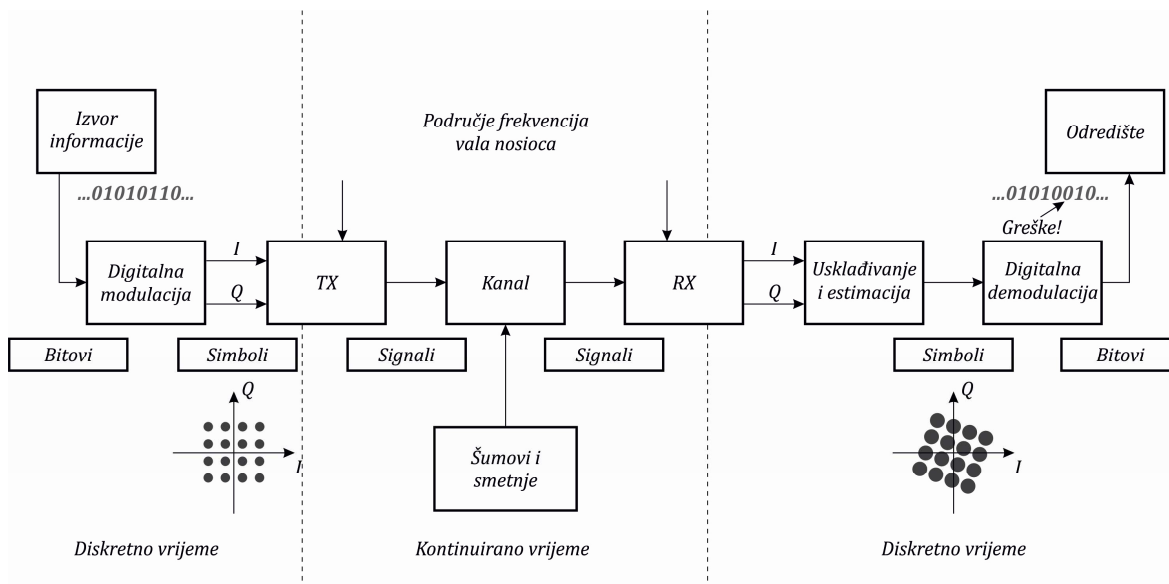 Izvor
informacije
...01010110...
Područje frekvencija
vala nosioca
Odredište
...01010010...
Greške!
Digitalna
modulacija
I
Q
TX
Kanal
RX
I
Q
Usklađivanje
i estimacija
Digitalna
demodulacija
Bitovi
Simboli
Signali
Signali
Simboli
Bitovi
Q
I
Šumovi i
smetnje
Q
I
Diskretno vrijeme
Kontinuirano vrijeme
Diskretno vrijeme